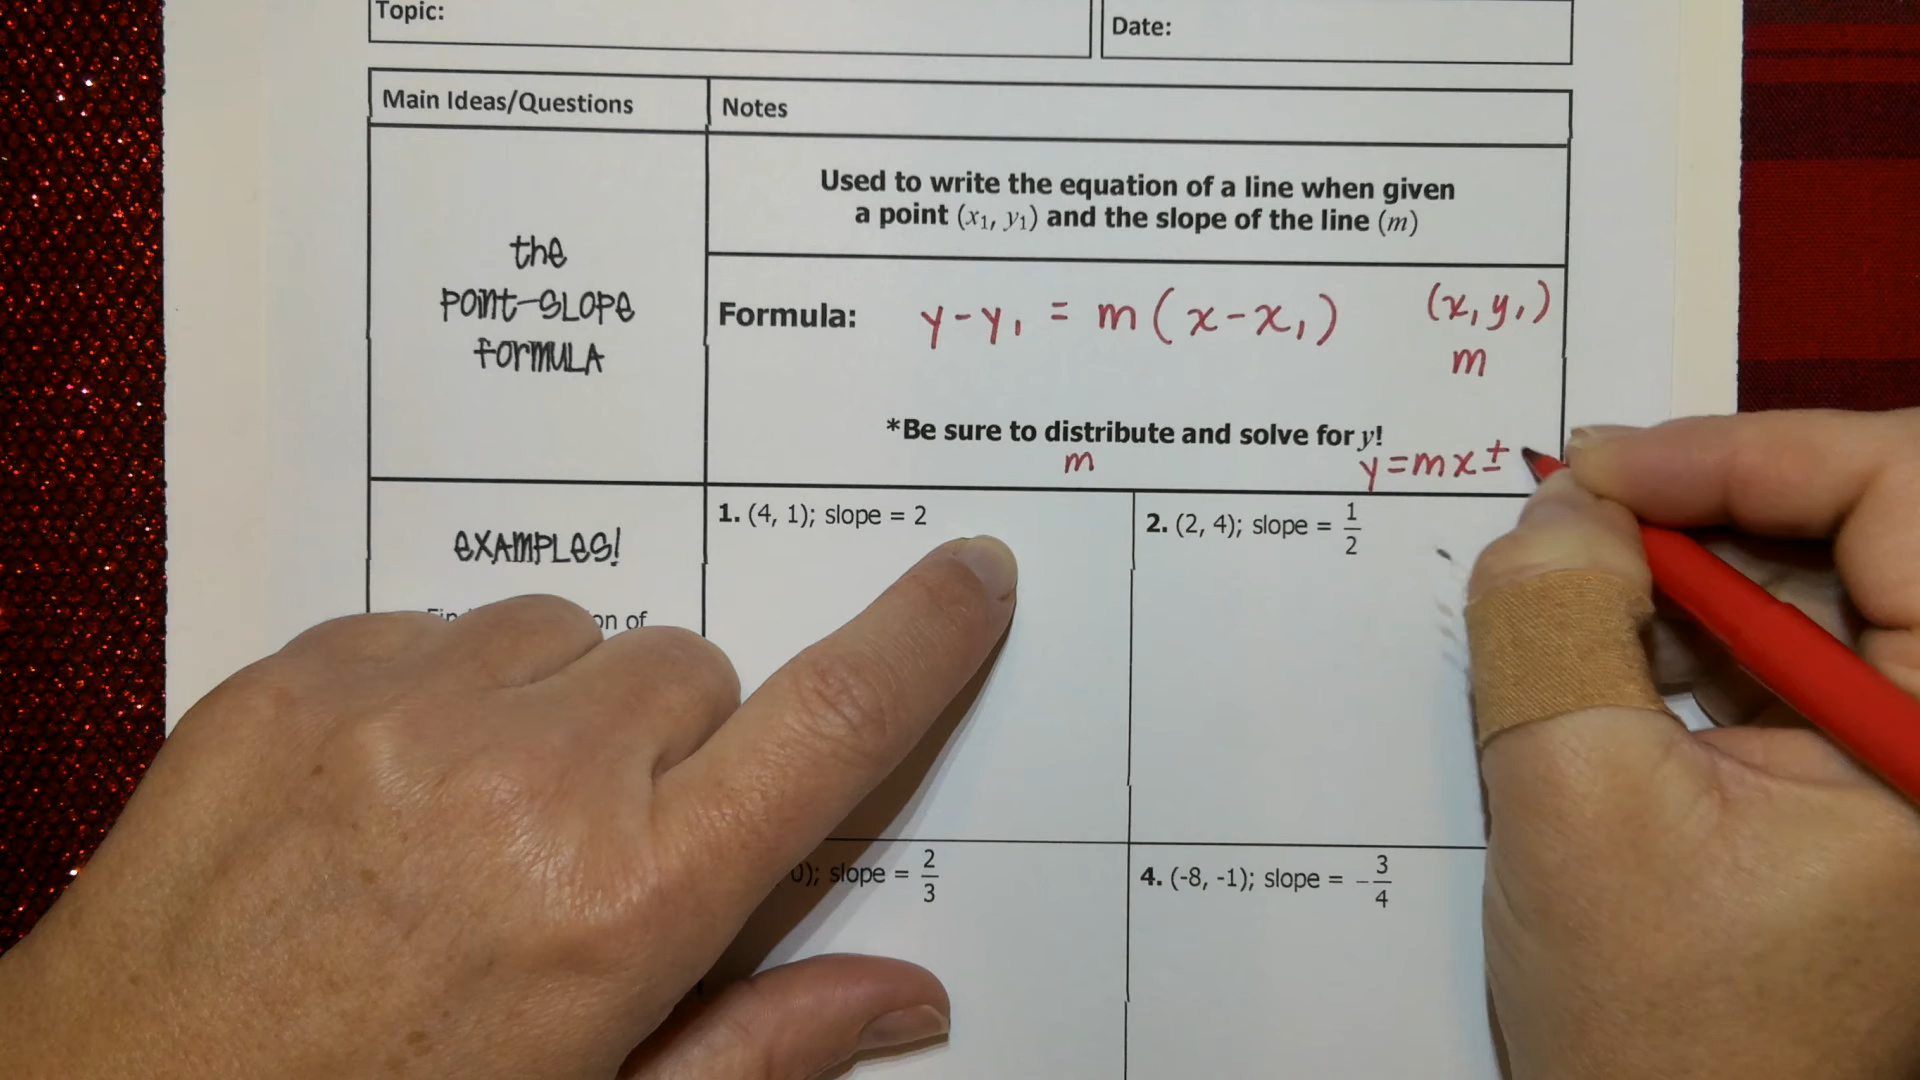 Topic:
Date:
Main Ideas/Questions
Notes
the
POINT-SLOPE
FORMULA
Used to write the equation of a line when given
a point (x₁, y₁) and the slope of the line (m)
Formula: y - y₁ = m(x - x₁) (x₁ y₁)
m
*Be sure to distribute and solve for y!
m
y = mx ±
EXAMPLES!
on of
1. (4, 1); slope = 2
2. (2, 4); slope = 1/2
0); slope = 2/3
4. (-8, -1); slope = -3/4